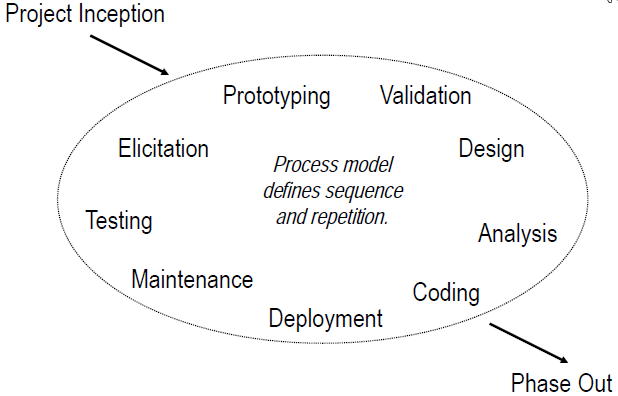 Project Inception
Prototyping
Validation
Elicitation
Design
Process model
defines sequence
and repetition.
Testing
Analysis
Maintenance
Coding
Deployment
Phase Out